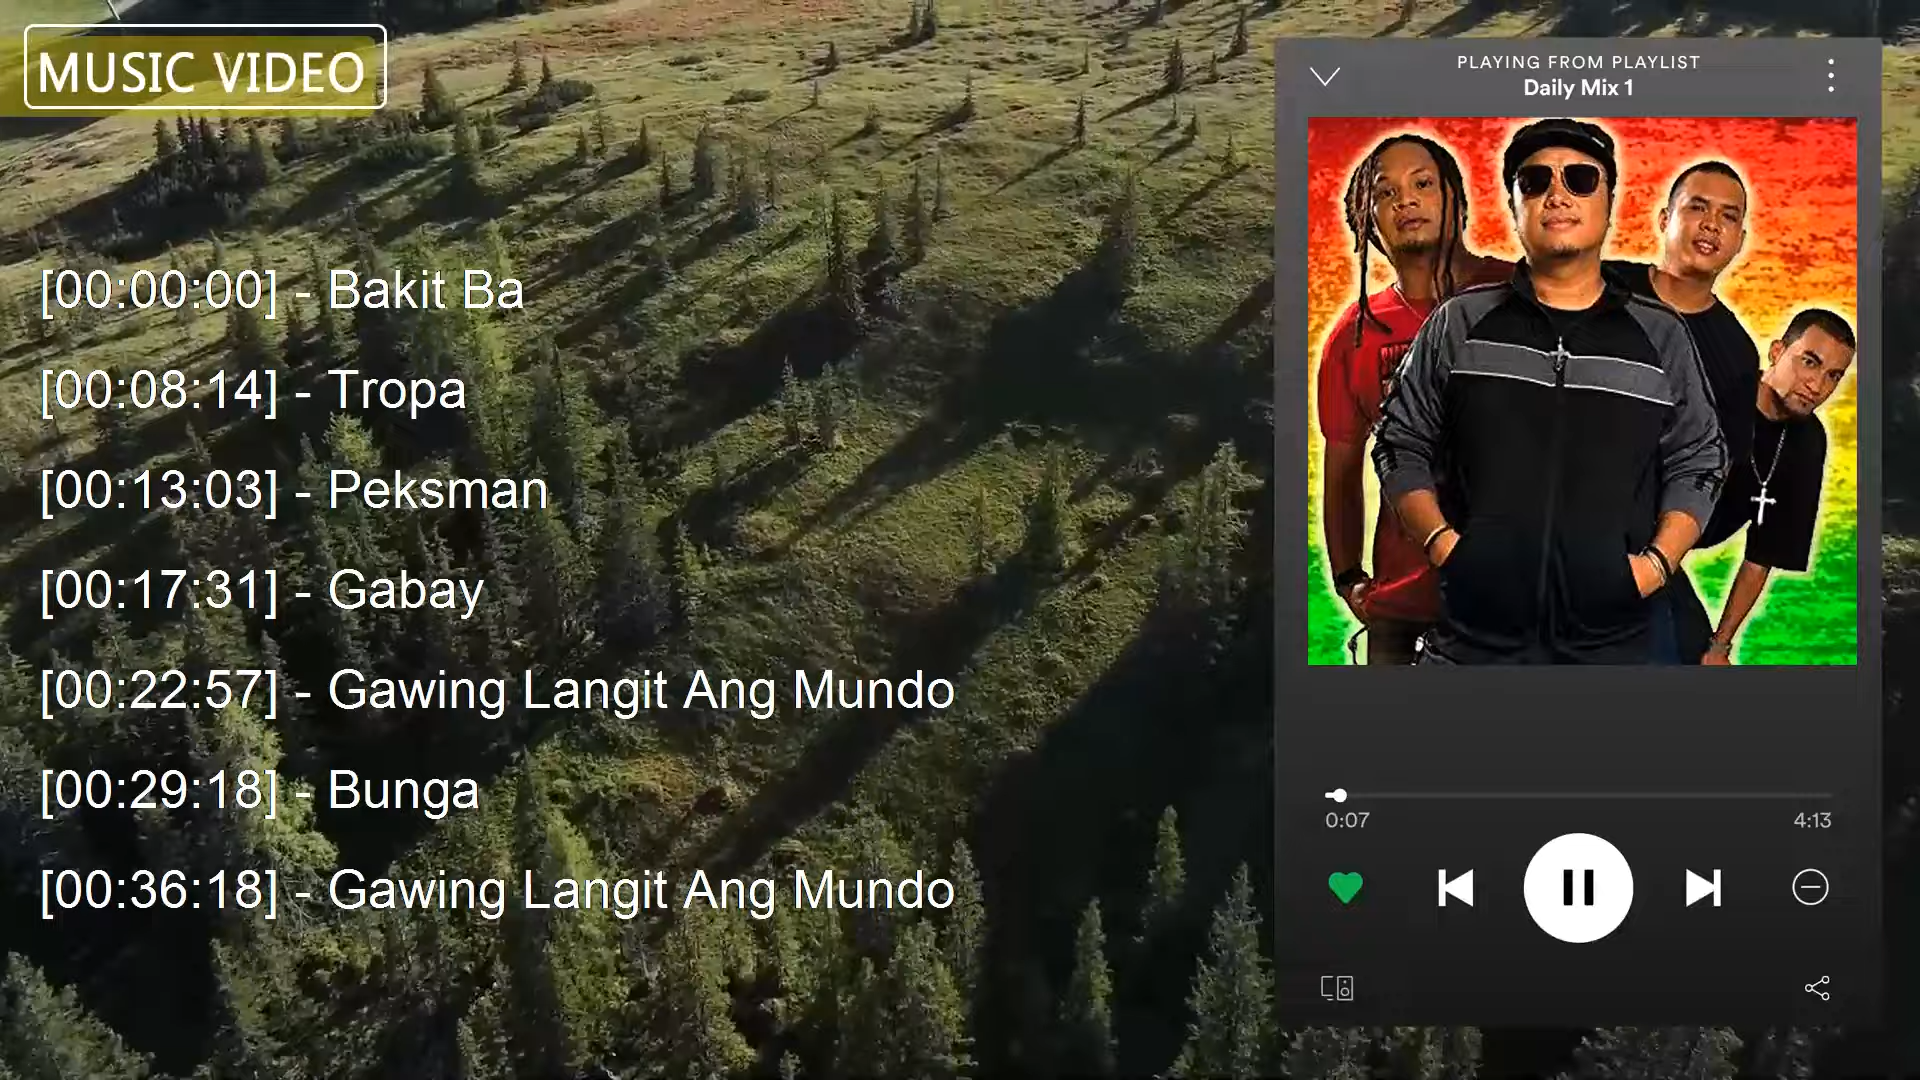 MUSIC VIDEO
[00:00:00] - Bakit Ba
[00:08:14] - Tropa
[00:13:03] - Peksman
[00:17:31] - Gabay
[00:22:57] - Gawing Langit Ang Mundo
[00:29:18] - Bunga
[00:36:18] - Gawing Langit Ang Mundo
PLAYING FROM PLAYLIST
Daily Mix 1
0:07
4:13